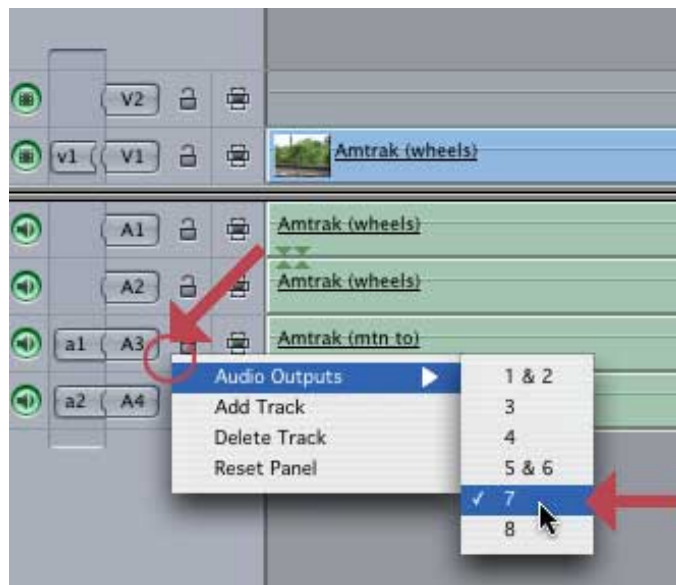 V2
v1 V1 Amtrak (wheels)
A1 Amtrak (wheels)
A2 Amtrak (wheels)
a1 A3 Amtrak (mtn to)
a2 A4
Audio Outputs
Add Track
Delete Track
Reset Panel
1 & 2
3
4
5 & 6
✓ 7
8